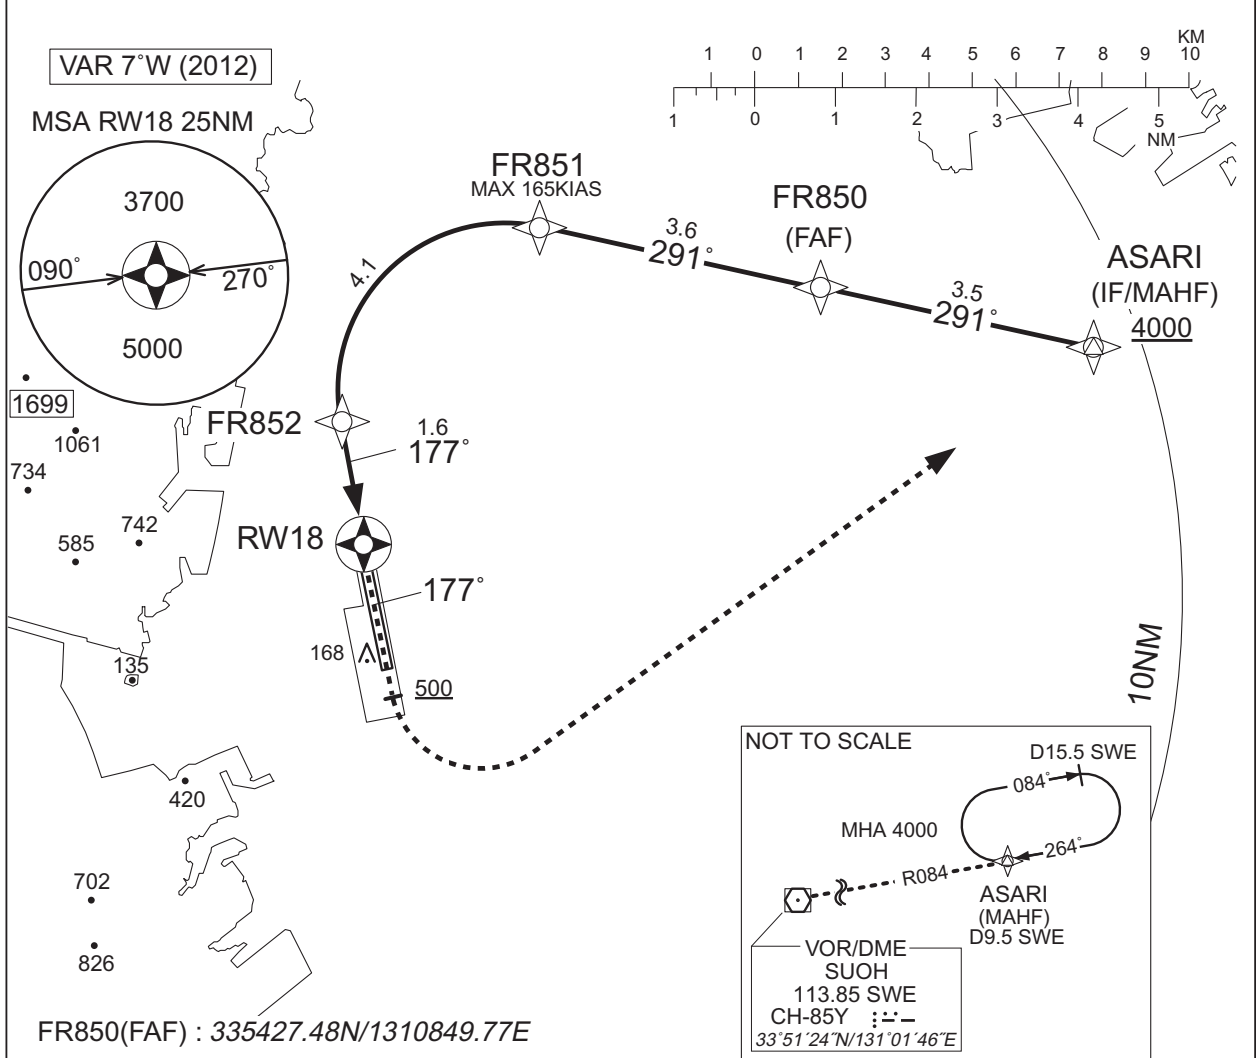 VAR 7°W (2012)
MSA RW18 25NM
3700
090°
270°
5000
KM
1 0 1 2 3 4 5 6 7 8 9 10
1 0 1 2 3 4 5
NM
FR851
MAX 165KIAS
FR850
(FAF)
3.6
291°
ASARI
(IF/MAHF)
4000
3.5
291°
4.1
1699
1061
734
742
585
FR852
1.6
177°
RW18
177°
168
500
135
420
702
826
10NM
NOT TO SCALE
D15.5 SWE
084°
MHA 4000
264°
R084
ASARI
(MAHF)
D9.5 SWE
VOR/DME
SUOH
113.85 SWE
CH-85Y
33°51′24″N/131°01′46″E
FR850(FAF) : 335427.48N/1310849.77E